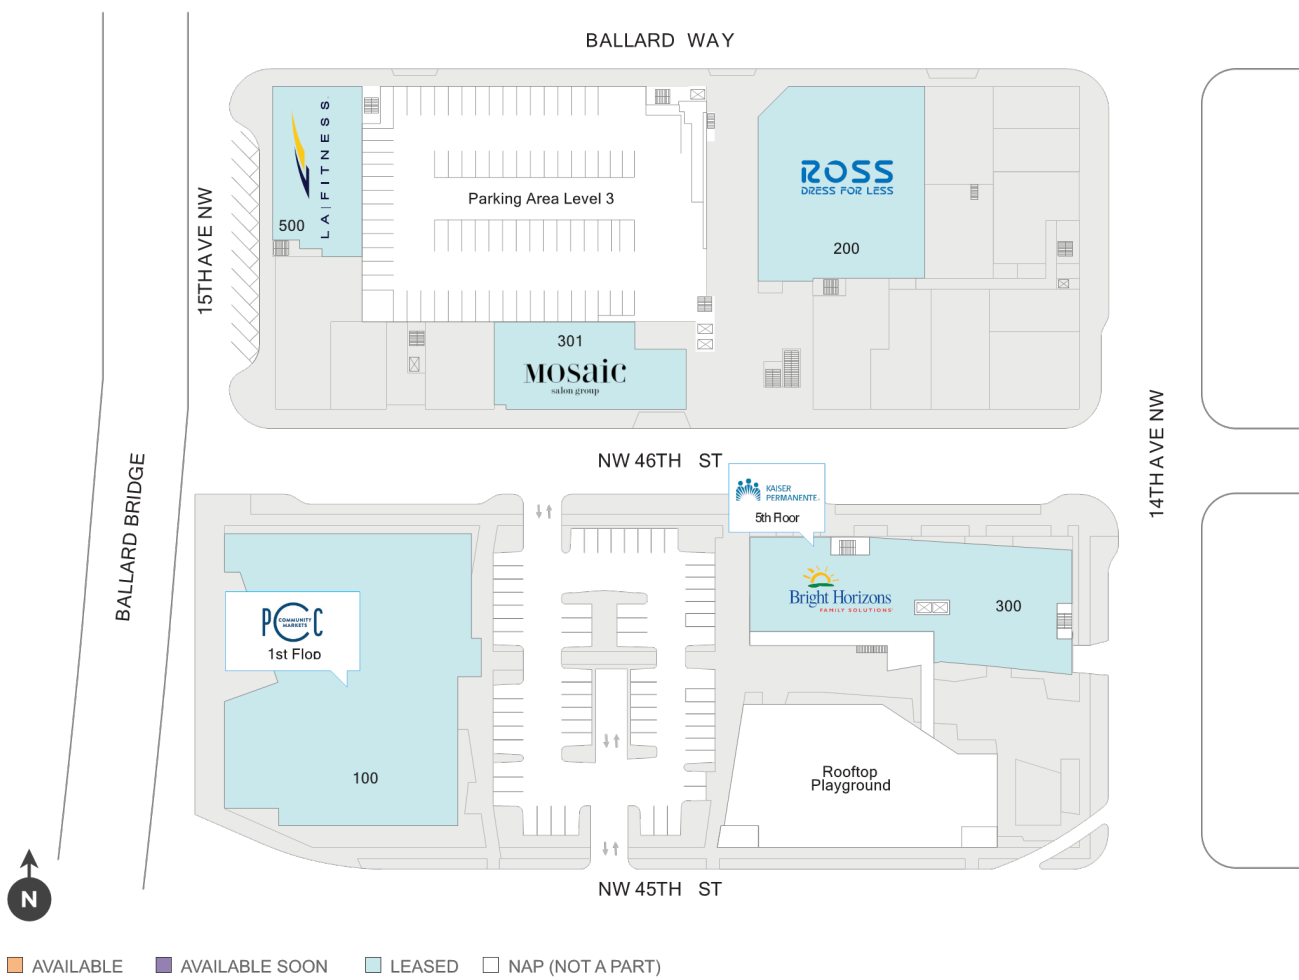 BALLARD WAY
LA|FITNESS
500
Parking Area Level 3
ROSS
DRESS FOR LESS
200
15TH AVE NW
301
MOSAIC
salon group
14TH AVE NW
NW 46TH ST
BALLARD BRIDGE
KAISER
PERMANENTE
5th Floor
PCC
COMMUNITY
MARKETS
1st Floo
Bright Horizons
FAMILY SOLUTIONS
300
100
Rooftop
Playground
NW 45TH ST
N
AVAILABLE
AVAILABLE SOON
LEASED
NAP (NOT A PART)